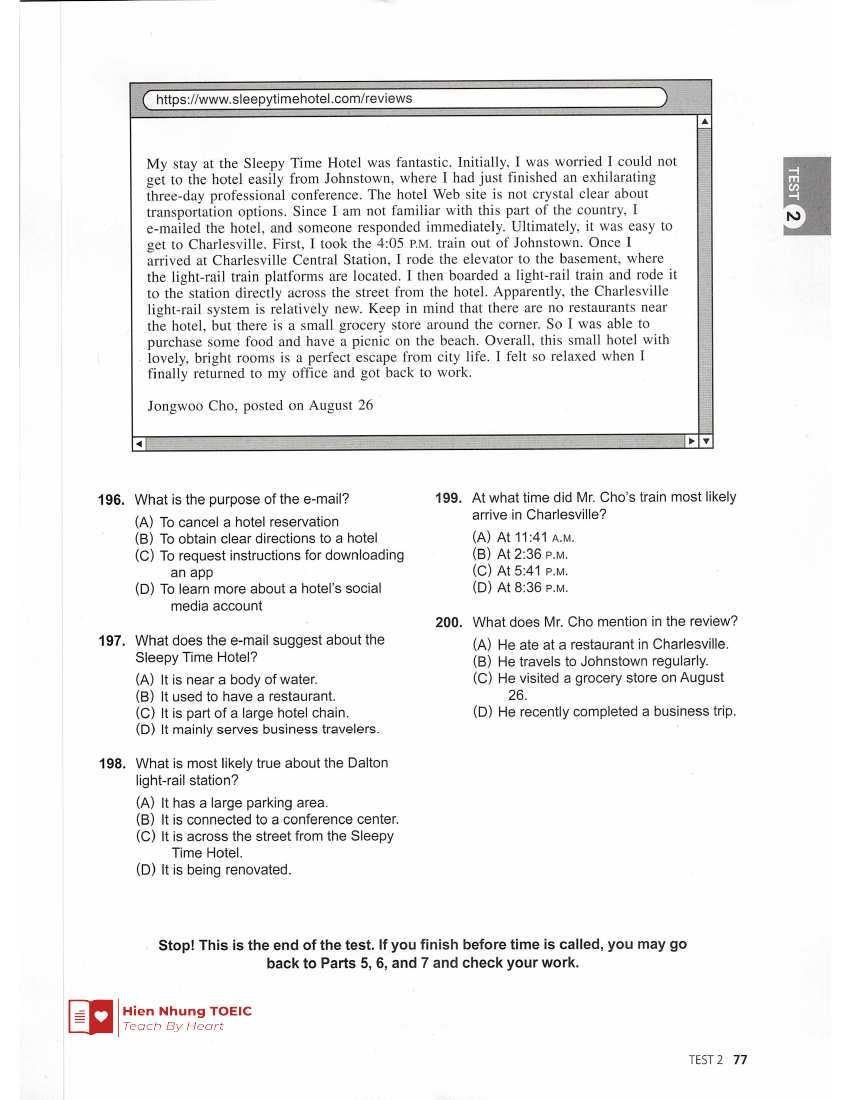 https://www.sleepytimehotel.com/reviews
My stay at the Sleepy Time Hotel was fantastic. Initially, I was worried I could not
get to the hotel easily from Johnstown, where I had just finished an exhilarating
three-day professional conference. The hotel Web site is not crystal clear about
transportation options. Since I am not familiar with this part of the country, I
e-mailed the hotel, and someone responded immediately. Ultimately, it was easy to
get to Charlesville. First, I took the 4:05 P.M. train out of Johnstown. Once I
arrived at Charlesville Central Station, I rode the elevator to the basement, where
the light-rail train platforms are located. I then boarded a light-rail train and rode it
to the station directly across the street from the hotel. Apparently, the Charlesville
light-rail system is relatively new. Keep in mind that there are no restaurants near
the hotel, but there is a small grocery store around the corner. So I was able to
purchase some food and have a picnic on the beach. Overall, this small hotel with
lovely, bright rooms is a perfect escape from city life. I felt so relaxed when I
finally returned to my office and got back to work.
Jongwoo Cho, posted on August 26
TEST 2
196. What is the purpose of the e-mail?
(A) To cancel a hotel reservation
(B) To obtain clear directions to a hotel
(C) To request instructions for downloading
an app
(D) To learn more about a hotel's social
media account
197. What does the e-mail suggest about the
Sleepy Time Hotel?
(A) It is near a body of water.
(B) It used to have a restaurant.
(C) It is part of a large hotel chain.
(D) It mainly serves business travelers.
198. What is most likely true about the Dalton
light-rail station?
(A) It has a large parking area.
(B) It is connected to a conference center.
(C) It is across the street from the Sleepy
Time Hotel.
(D) It is being renovated.
199. At what time did Mr. Cho's train most likely
arrive in Charlesville?
(A) At 11:41 A.M.
(B) At 2:36 P.M.
(C) At 5:41 P.M.
(D) At 8:36 P.M.
200. What does Mr. Cho mention in the review?
(A) He ate at a restaurant in Charlesville.
(B) He travels to Johnstown regularly.
(C) He visited a grocery store on August
26.
(D) He recently completed a business trip.
Stop! This is the end of the test. If you finish before time is called, you may go
back to Parts 5, 6, and 7 and check your work.
Hien Nhung TOEIC
Teach By Heart
TEST 2 77